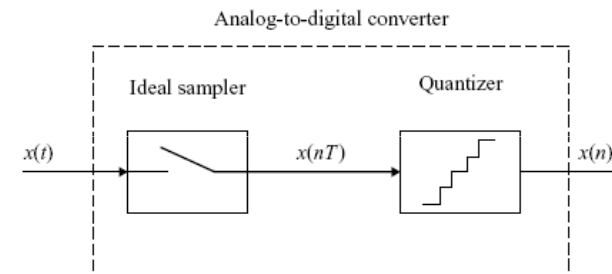 Analog-to-digital converter
Ideal sampler
Quantizer
x(t)
x(nT)
x(n)